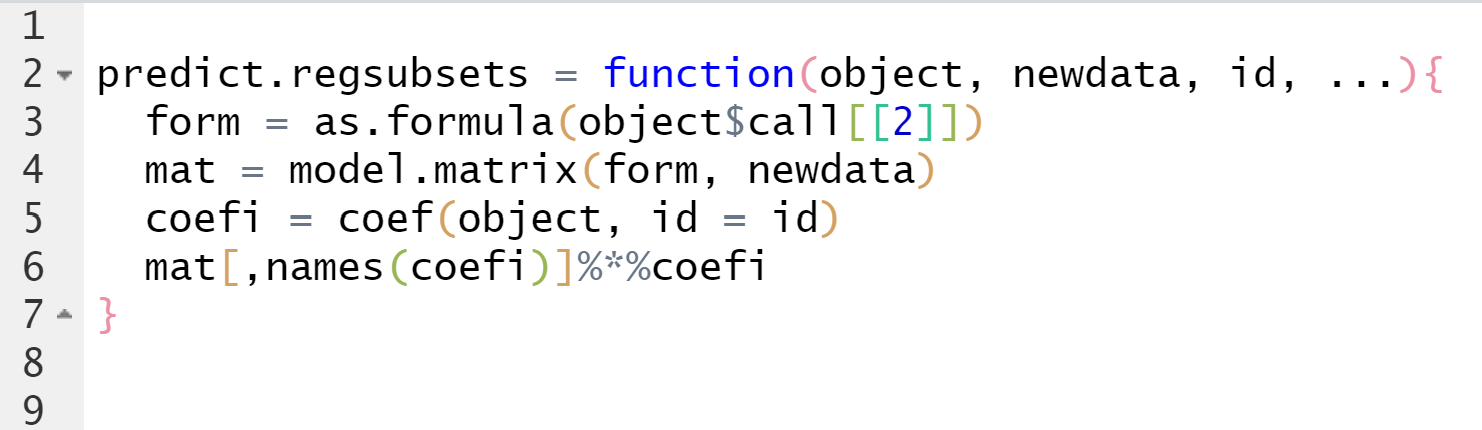 1
2 predict.regsubsets = function(object, newdata, id, ...){
3 form = as.formula(object$call[[2]])
4 mat = model.matrix(form, newdata)
5 coefi = coef(object, id = id)
6 mat[,names(coefi)]%*%coefi
7 }
8
9